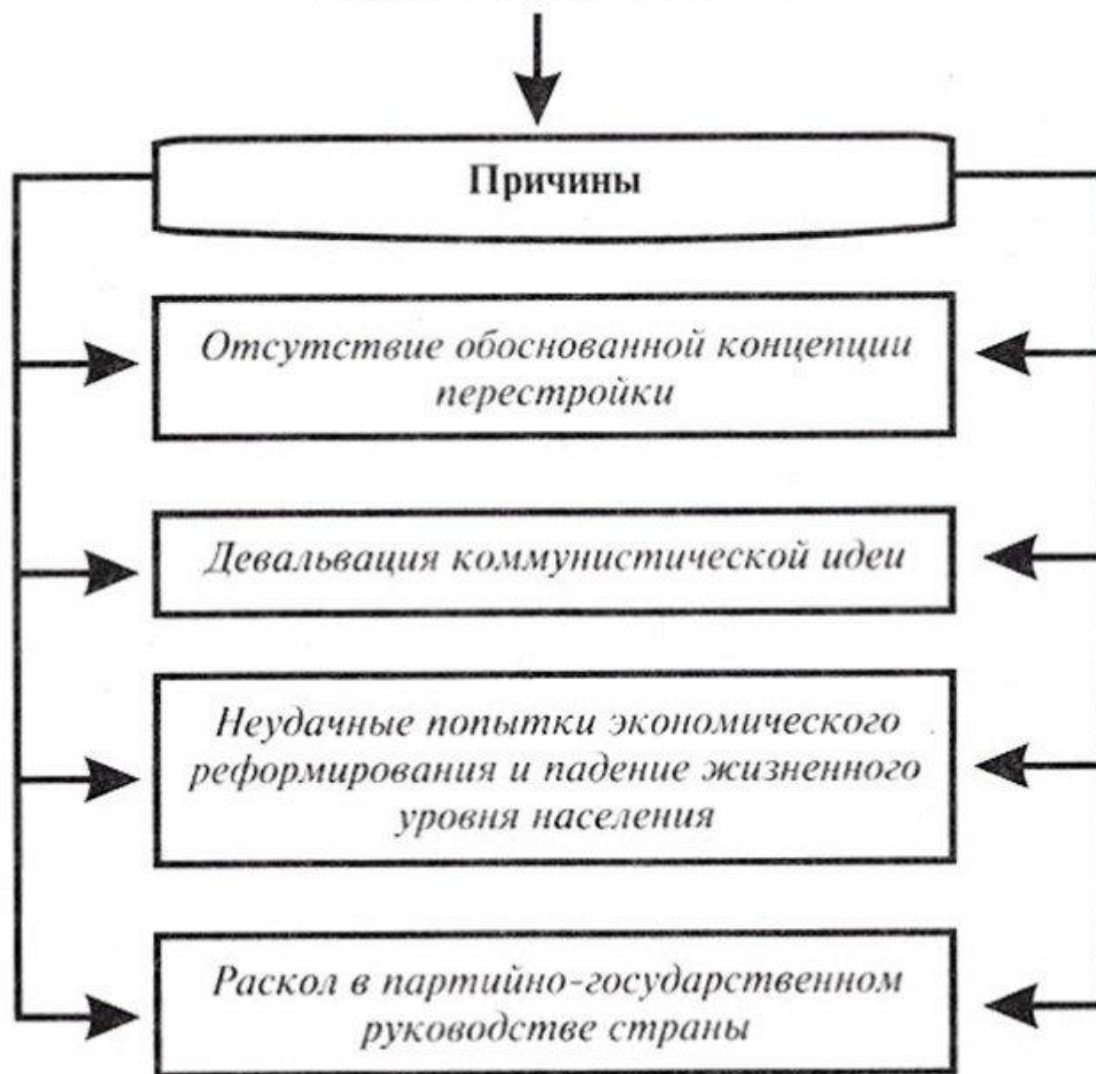 Причины
Отсутствие обоснованной концепции
перестройки
Девальвация коммунистической идеи
Неудачные попытки экономического
реформирования и падение жизненного
уровня населения
Раскол в партийно-государственном
руководстве страны